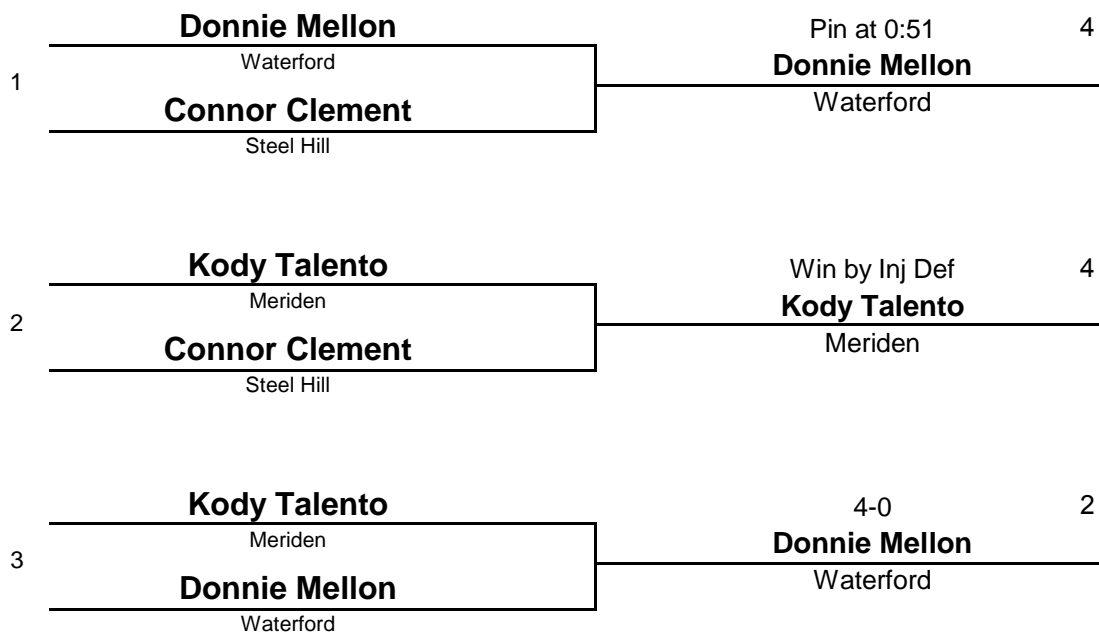 Donnie Mellon
Waterford
1
Connor Clement
Steel Hill
Pin at 0:51 4
Donnie Mellon
Waterford
Kody Talento
Meriden
2
Connor Clement
Steel Hill
Win by Inj Def 4
Kody Talento
Meriden
Kody Talento
Meriden
3
Donnie Mellon
Waterford
4-0 2
Donnie Mellon
Waterford